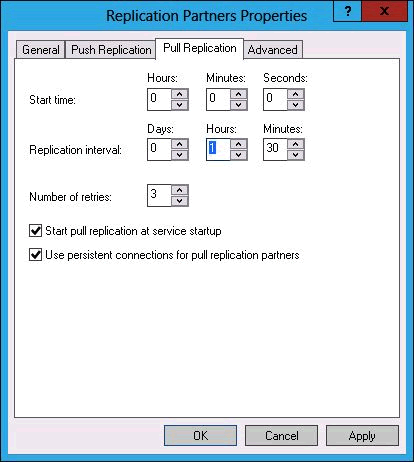 Replication Partners Properties
? x
General Push Replication Pull Replication Advanced
Hours: Minutes: Seconds:
Start time: 0 0 0
Days: Hours: Minutes:
Replication interval: 0 1 30
Number of retries: 3
Start pull replication at service startup
Use persistent connections for pull replication partners
OK Cancel Apply